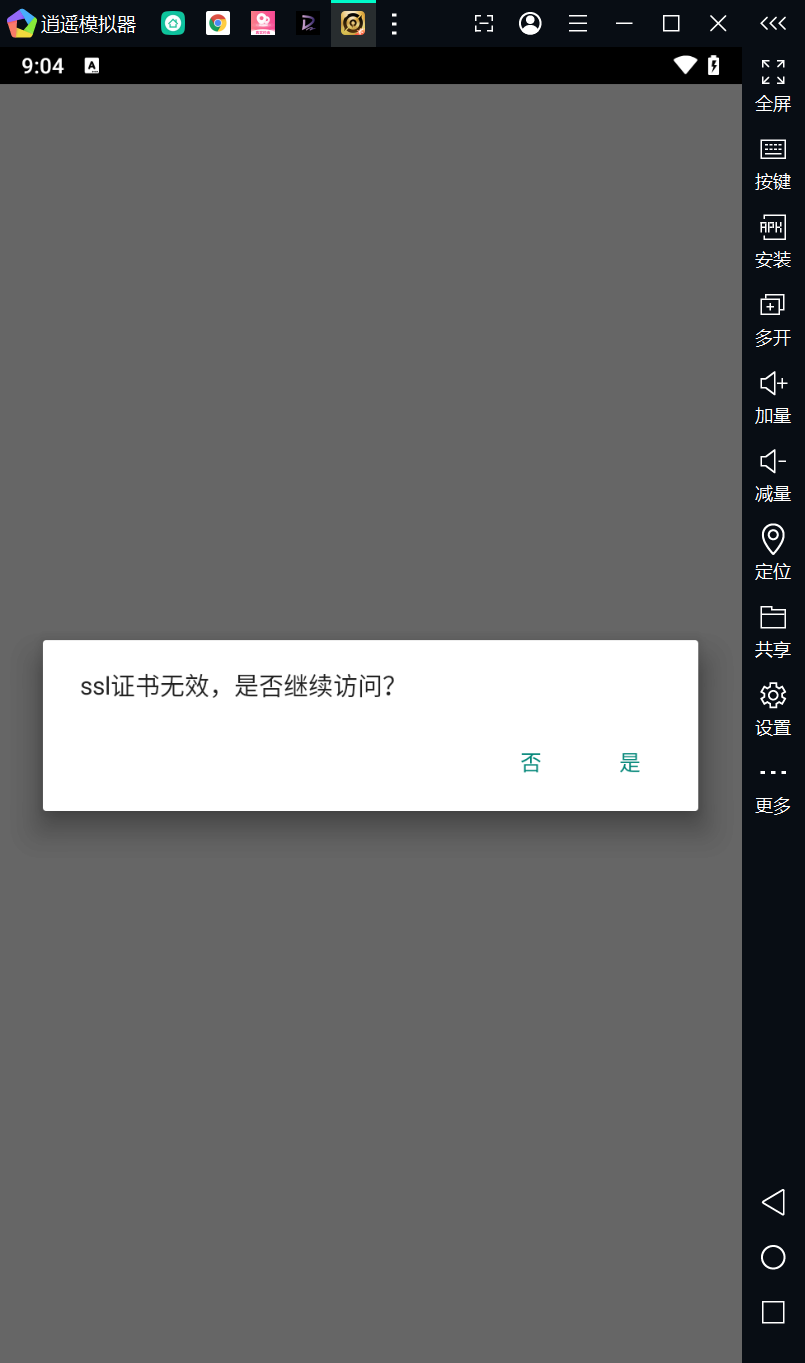 逍遥模拟器
9:04
全屏
按键
安装
多开
加量
减量
定位
共享
设置
更多
ssl证书无效，是否继续访问？
否 是